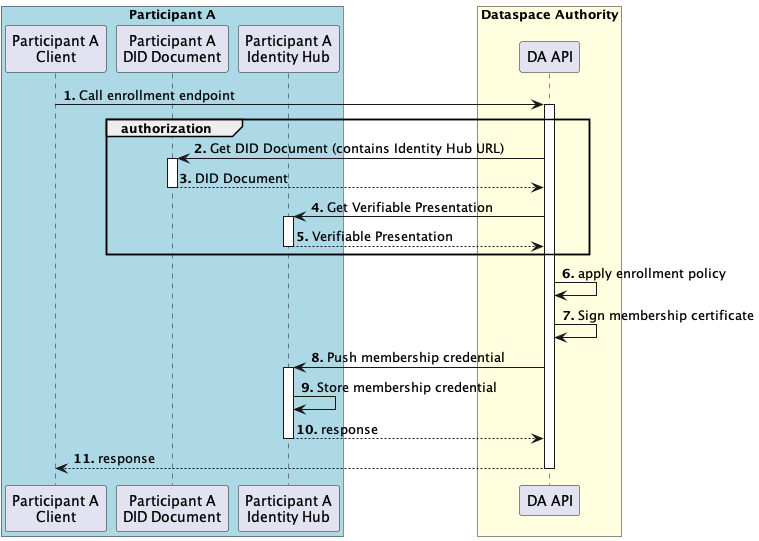 Participant A
Dataspace Authority
Participant A
Client
Participant A
DID Document
Participant A
Identity Hub
DA API
1. Call enrollment endpoint
authorization
2. Get DID Document (contains Identity Hub URL)
3. DID Document
4. Get Verifiable Presentation
5. Verifiable Presentation
6. apply enrollment policy
7. Sign membership certificate
8. Push membership credential
9. Store membership credential
10. response
11. response
Participant A
Client
Participant A
DID Document
Participant A
Identity Hub
DA API